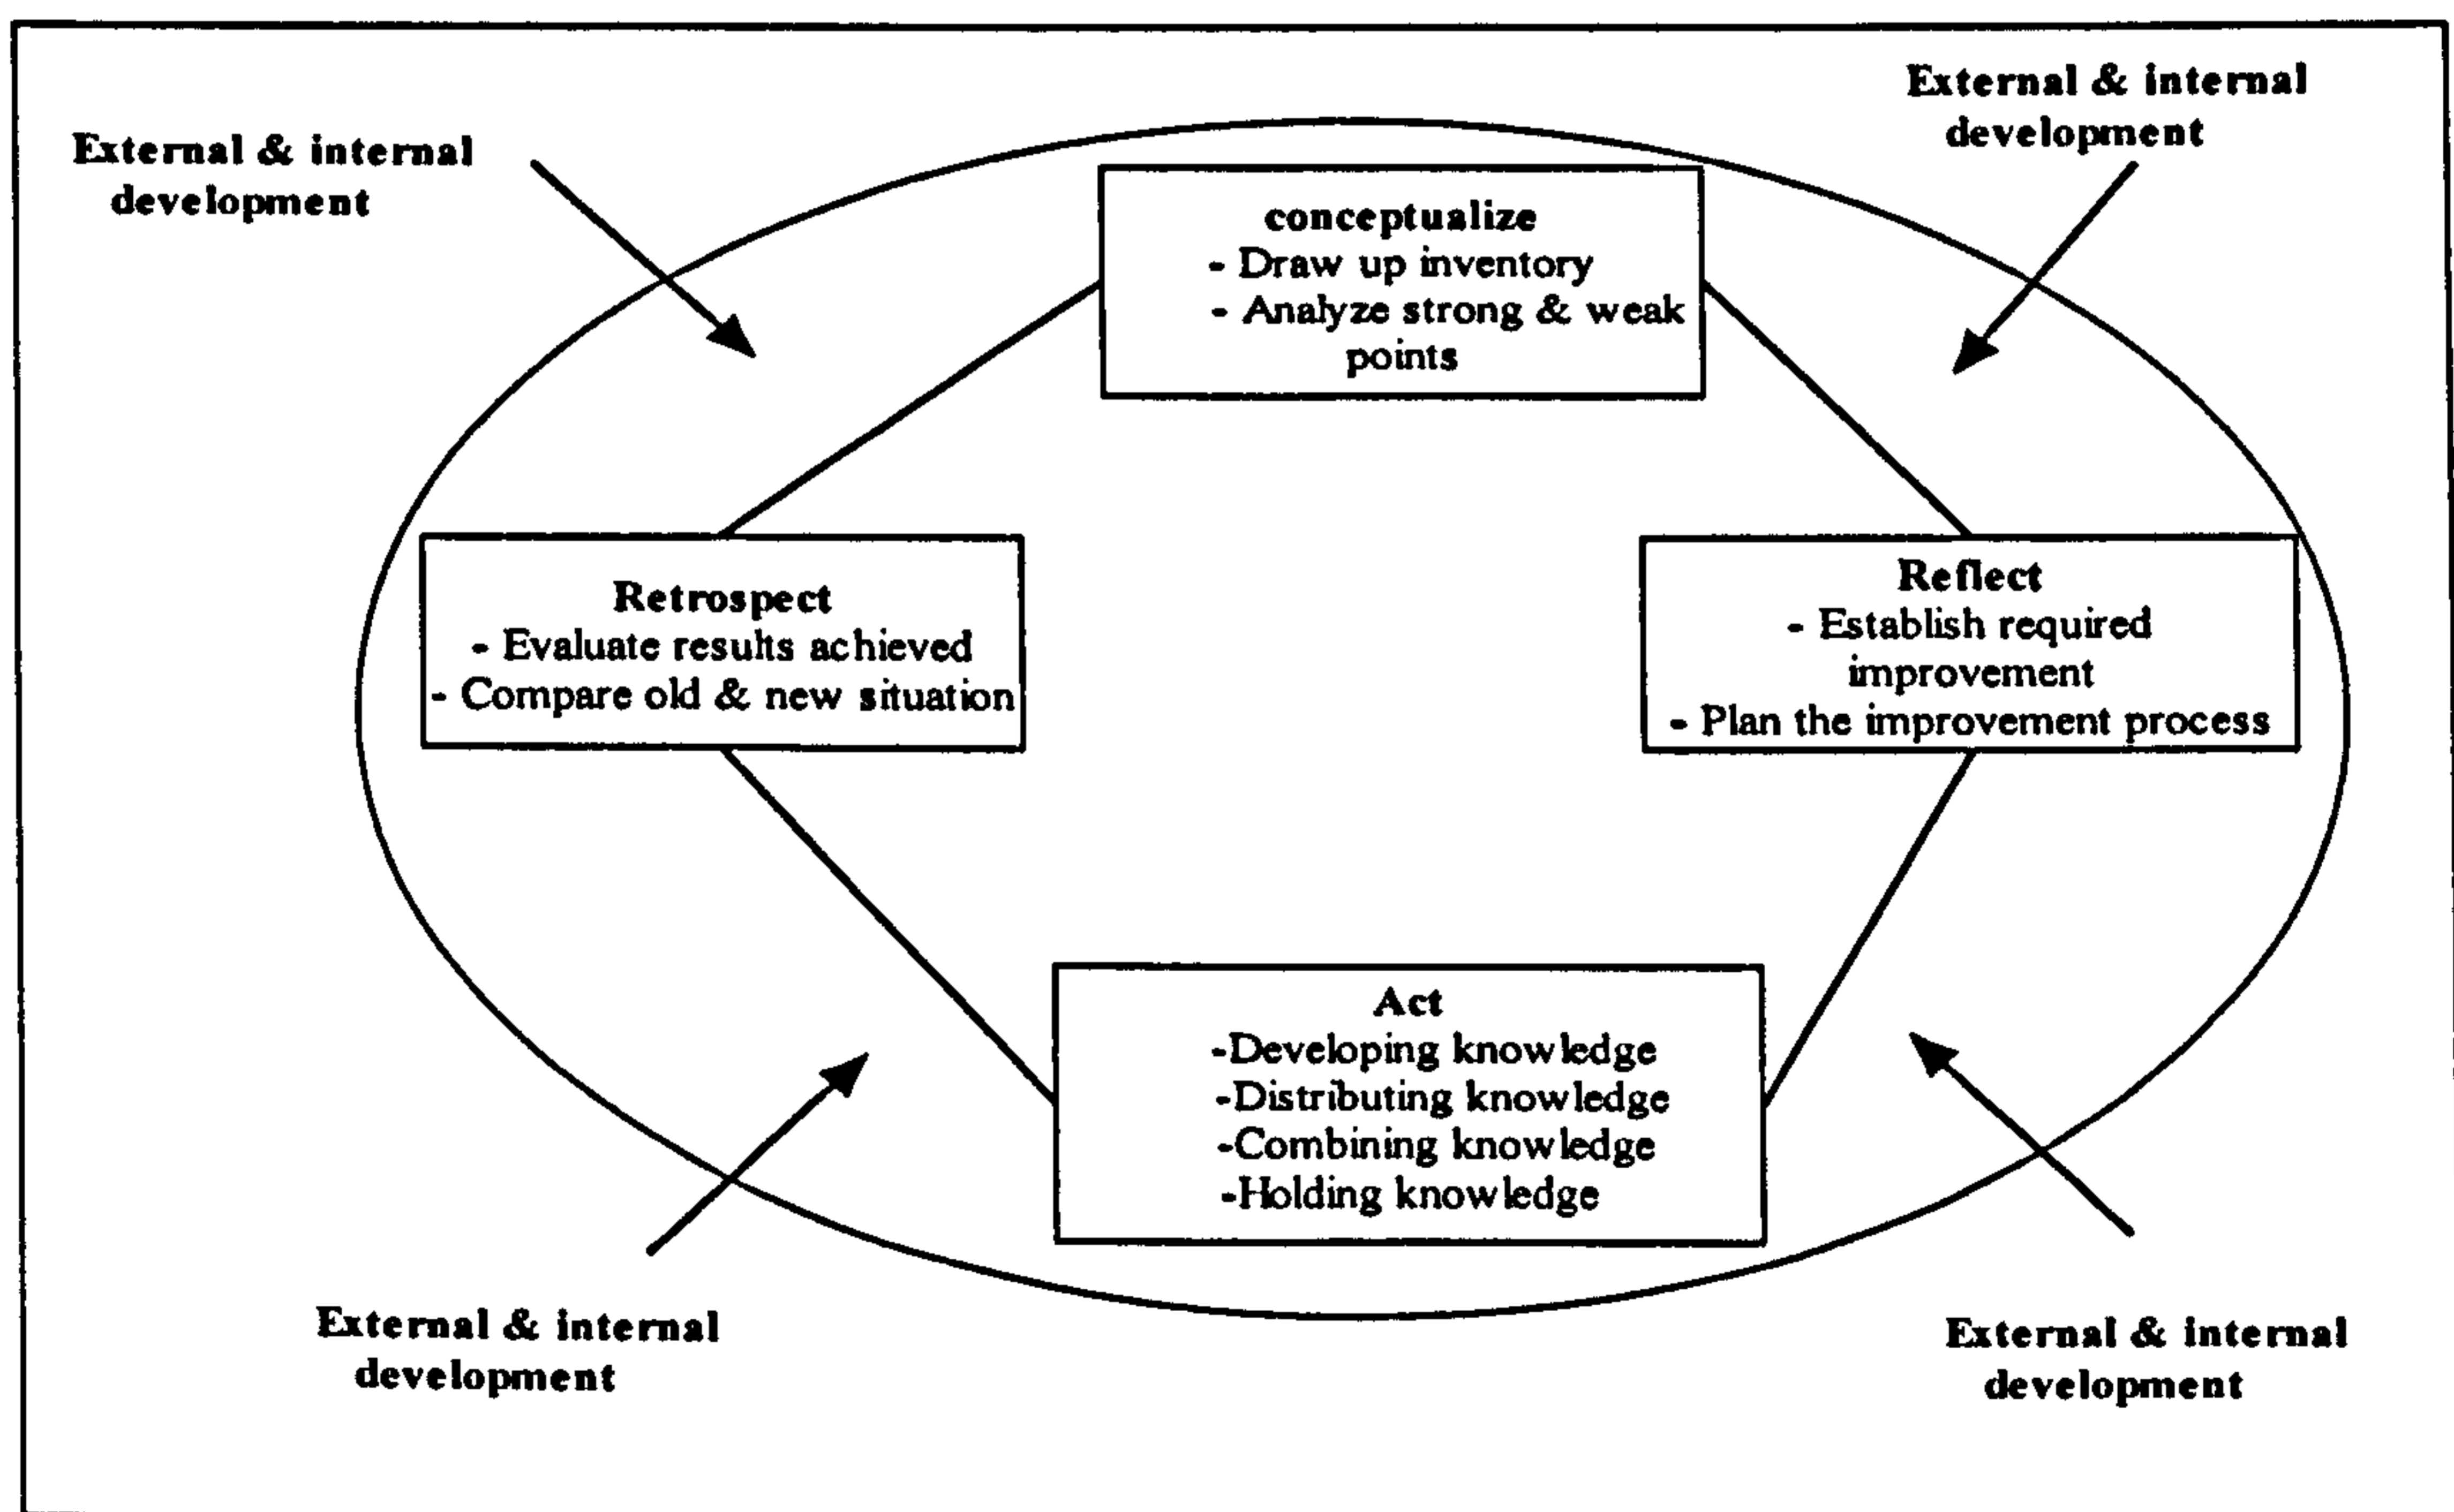 External & internal
development
External & internal
development
conceptualize
- Draw up inventory
- Analyze strong & weak
points
Retrospect
- Evaluate results achieved
- Compare old & new situation
Reflect
- Establish required
improvement
- Plan the improvement process
Act
-Developing knowledge
-Distributing knowledge
-Combining knowledge
-Holding knowledge
External & internal
development
External & internal
development